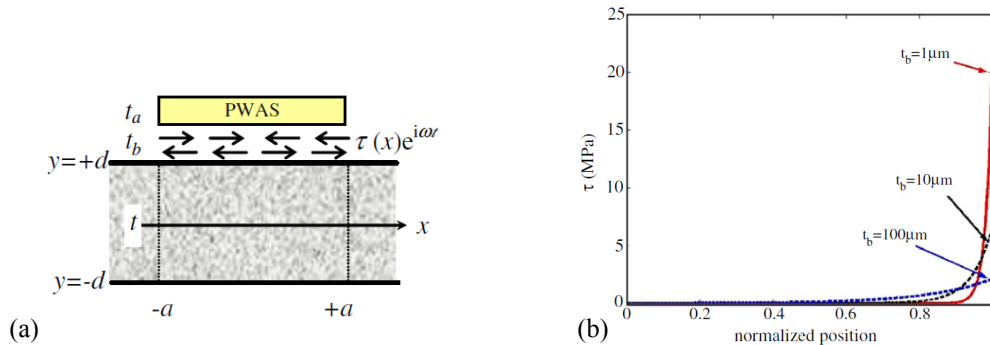 PWAS
tₐ
t_b
τ(x)e^{iωt}
y=+d
t
x
y=-d
-a
+a
(a)
25
20
15
10
5
0
τ (MPa)
t_b=1μm
t_b=10μm
t_b=100μm
0
0.2
0.4
0.6
0.8
normalized position
(b)